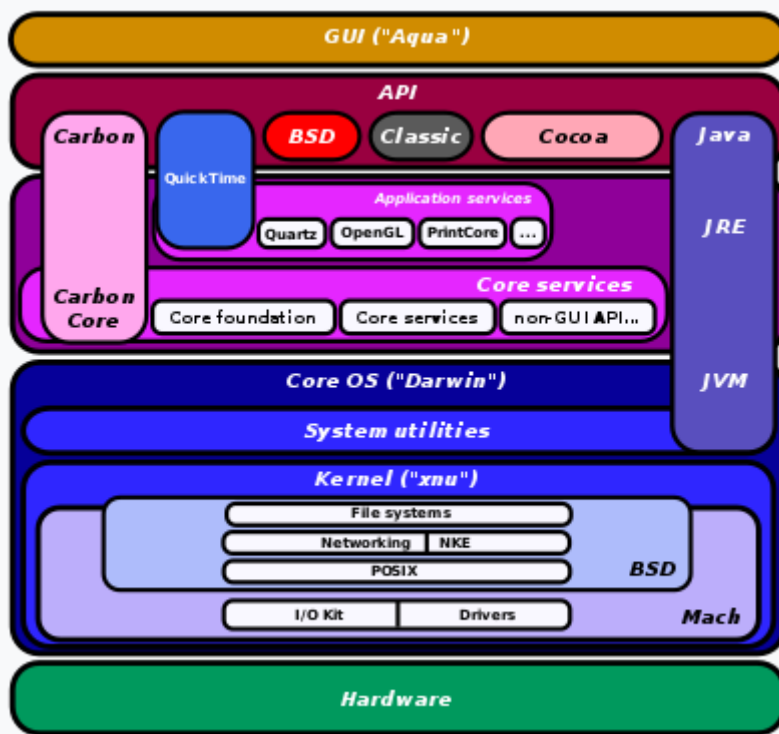 GUI ("Aqua")
API
Carbon
QuickTime
BSD
Classic
Cocoa
Java
Application services
Quartz
OpenGL
PrintCore
...
JRE
Core services
Carbon
Core
Core foundation
Core services
non-GUI API...
Core OS ("Darwin")
JVM
System utilities
Kernel ("xnu")
File systems
Networking
NKE
POSIX
BSD
I/O Kit
Drivers
Mach
Hardware